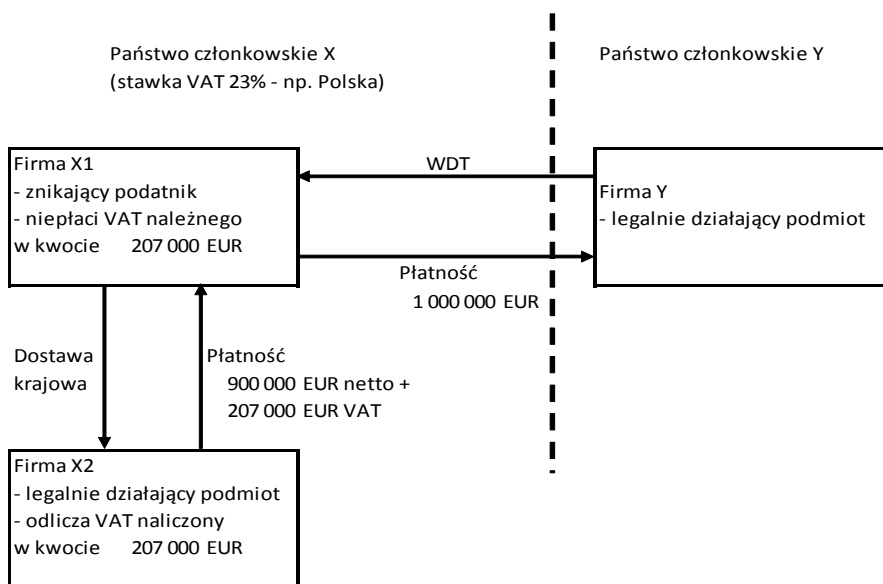 Państwo członkowskie X
(stawka VAT 23% - np. Polska)
Państwo członkowskie Y
Firma X1
- znikający podatnik
- niepłaci VAT należnego
w kwocie 207 000 EUR
WDT
Firma Y
- legalnie działający podmiot
Płatność
1 000 000 EUR
Dostawa
krajowa
Płatność
900 000 EUR netto +
207 000 EUR VAT
Firma X2
- legalnie działający podmiot
- odlicza VAT naliczony
w kwocie 207 000 EUR